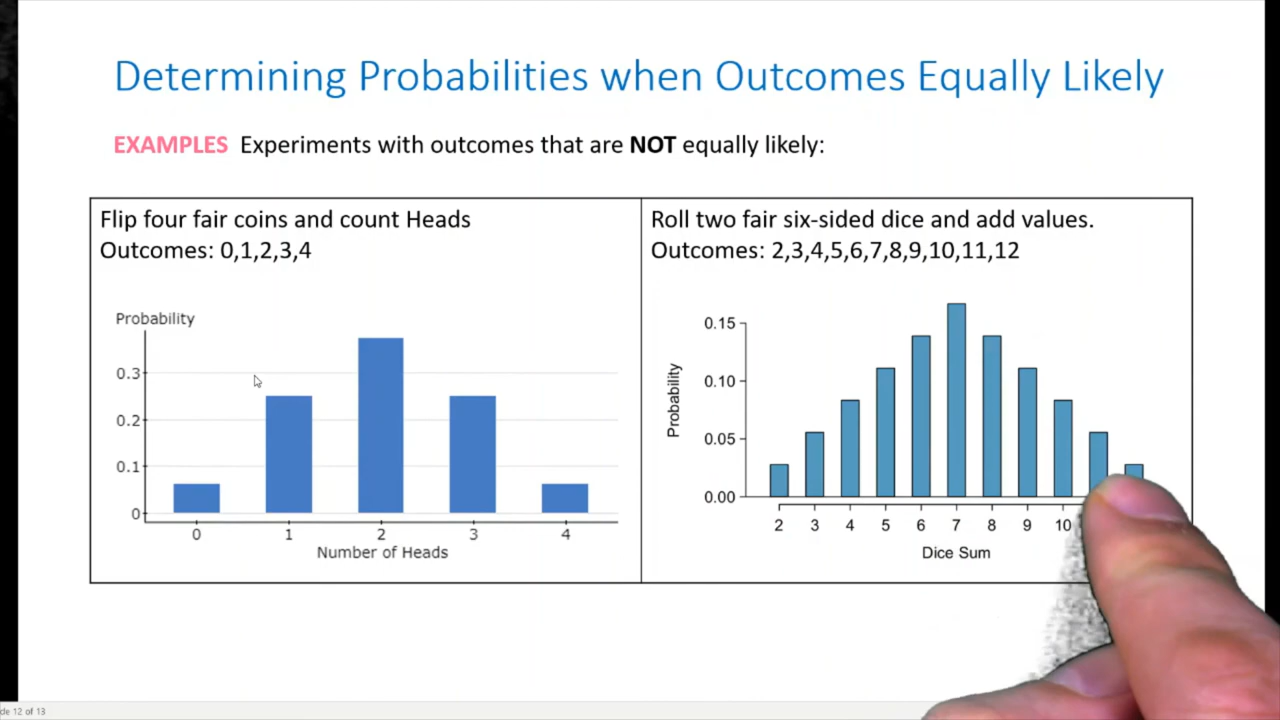 Determining Probabilities when Outcomes Equally Likely
EXAMPLES Experiments with outcomes that are NOT equally likely:
Flip four fair coins and count Heads
Outcomes: 0,1,2,3,4
Probability
0.3
0.2
0.1
0
0 1 2 3 4
Number of Heads
Roll two fair six-sided dice and add values.
Outcomes: 2,3,4,5,6,7,8,9,10,11,12
Probability
0.15
0.10
0.05
0.00
2 3 4 5 6 7 8 9 10
Dice Sum
12 of 13